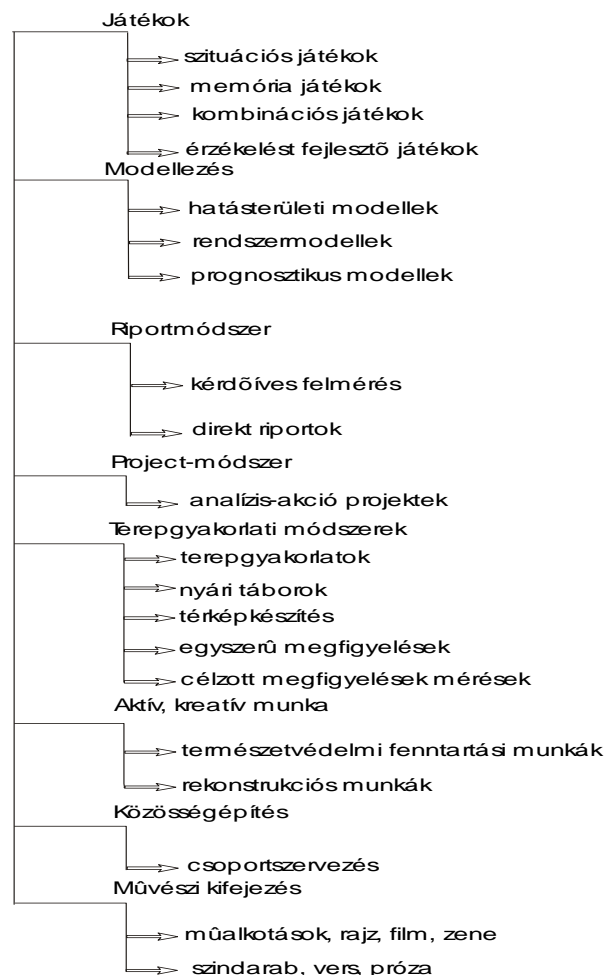 Játékok
szituációs játékok
memória játékok
kombinációs játékok
érzékelést fejlesztõ játékok
Modellezés
hatásterületi modellek
rendszermodellek
prognosztikus modellek
Riportmódszer
kérdõíves felmérés
direkt riportok
Project-módszer
analízis-akció projektek
Terepgyakorlati módszerek
terepgyakorlatok
nyári táborok
térképkészítés
egyszerû megfigyelések
célzott megfigyelések mérések
Aktív, kreatív munka
természetvédelmi fenntartási munkák
rekonstrukciós munkák
Közösségépítés
csoportszervezés
Mûvészi kifejezés
mûalkotások, rajz, film, zene
szindarab, vers, próza